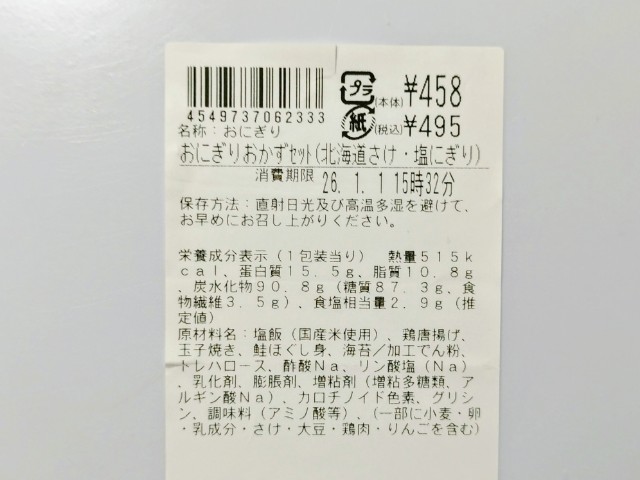 プラ (本体) ¥458
4549737062333 紙 (税込) ¥495
名称：おにぎり
おにぎりおかずセット(北海道さけ・塩にぎり)
消費期限 26. 1. 1 15時32分
保存方法：直射日光及び高温多湿を避けて、
お早めにお召し上がりください。
栄養成分表示（１包装当り） 熱量５１５ｋ
ｃａｌ、蛋白質１５．５ｇ、脂質１０．８ｇ
、炭水化物９０．８ｇ（糖質８７．３ｇ、食
物繊維３．５ｇ）、食塩相当量２．９ｇ（推
定値）
原材料名：塩飯（国産米使用）、鶏唐揚げ、
玉子焼き、鮭ほぐし身、海苔／加工でん粉、
トレハロース、酢酸Ｎａ、リン酸塩（Ｎａ）
、乳化剤、膨脹剤、増粘剤（増粘多糖類、ア
ルギン酸Ｎａ）、カロチノイド色素、グリシ
ン、調味料（アミノ酸等）、（一部に小麦・卵
・乳成分・さけ・大豆・鶏肉・りんごを含む）